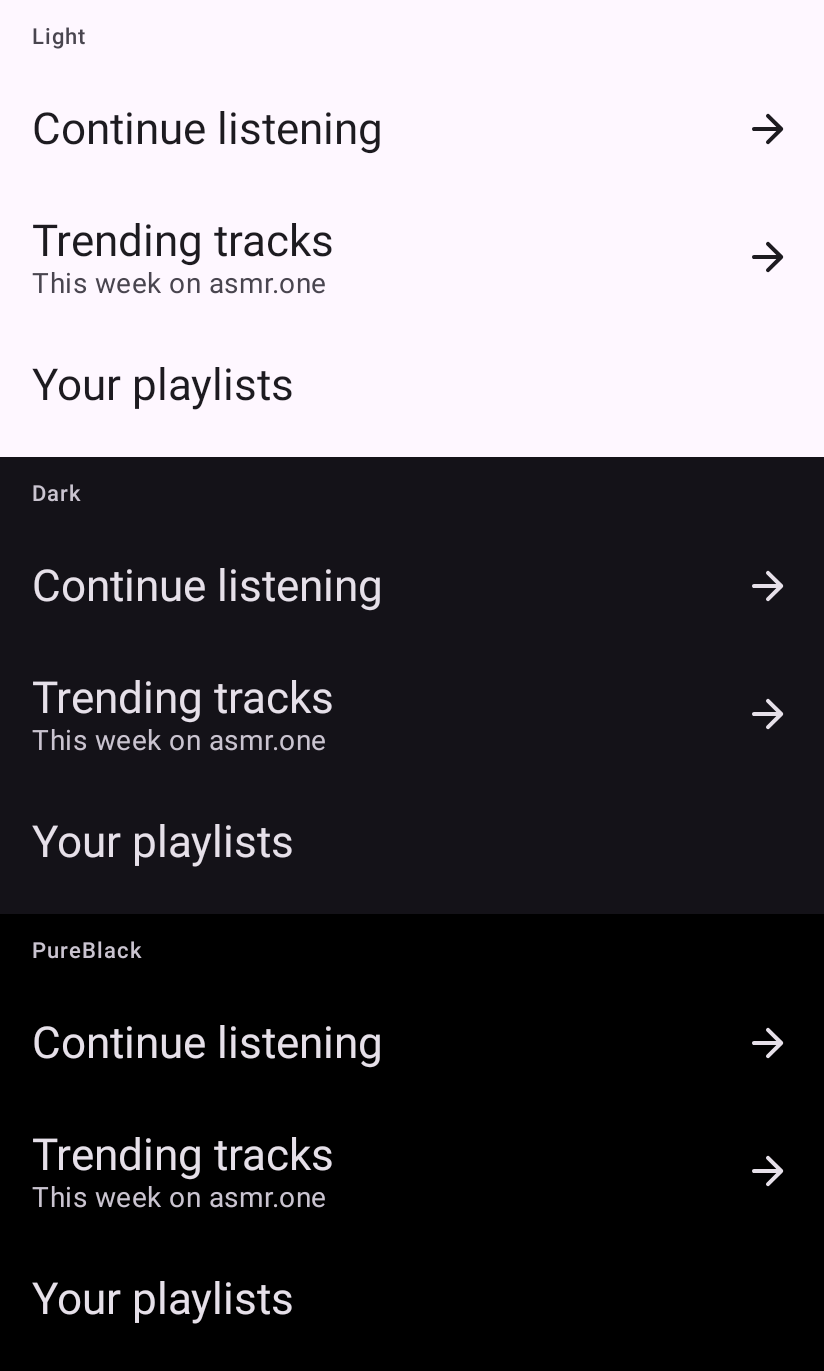 Light
Continue listening
Trending tracks
This week on asmr.one
Your playlists
Dark
Continue listening
Trending tracks
This week on asmr.one
Your playlists
PureBlack
Continue listening
Trending tracks
This week on asmr.one
Your playlists